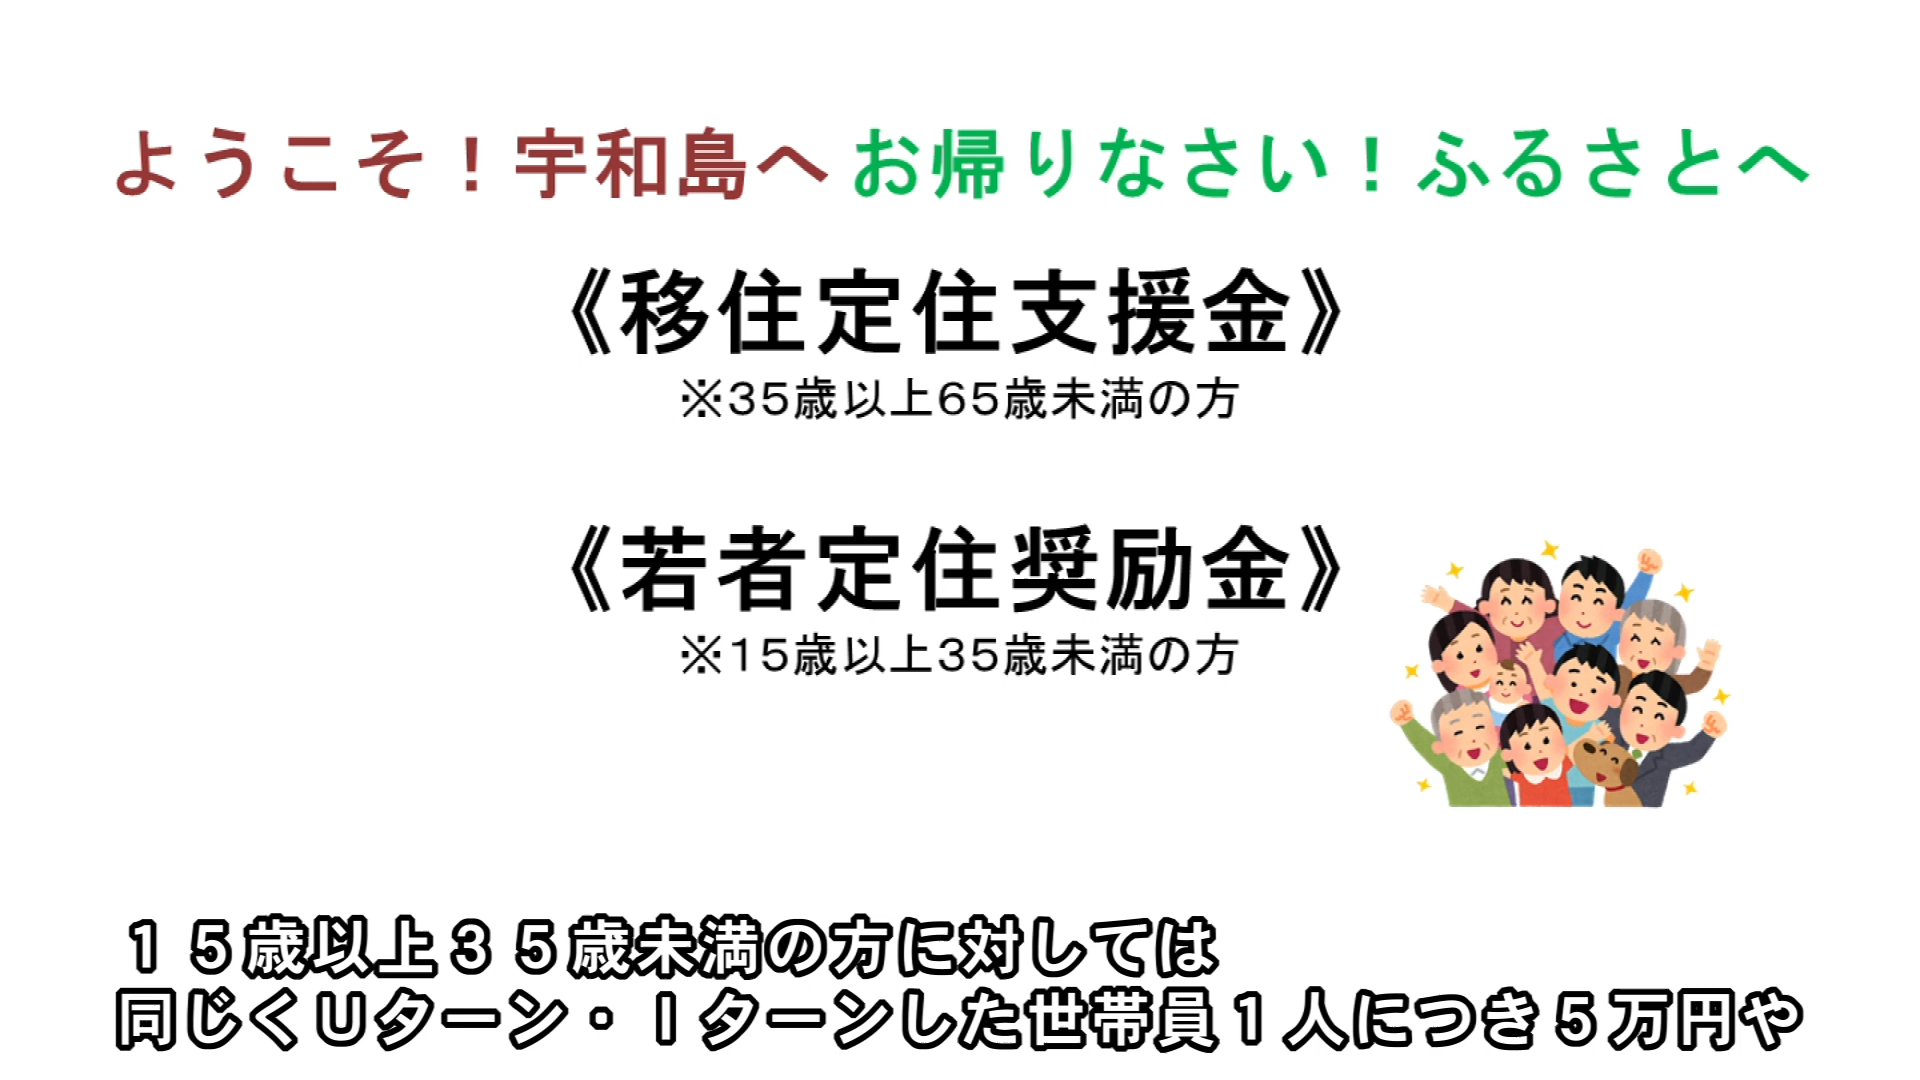 ようこそ！宇和島へ お帰りなさい！ふるさとへ
《移住定住支援金》
※35歳以上65歳未満の方
《若者定住奨励金》
※15歳以上35歳未満の方
１５歳以上３５歳未満の方に対しては
同じくＵターン・Ｉターンした世帯員１人につき５万円や